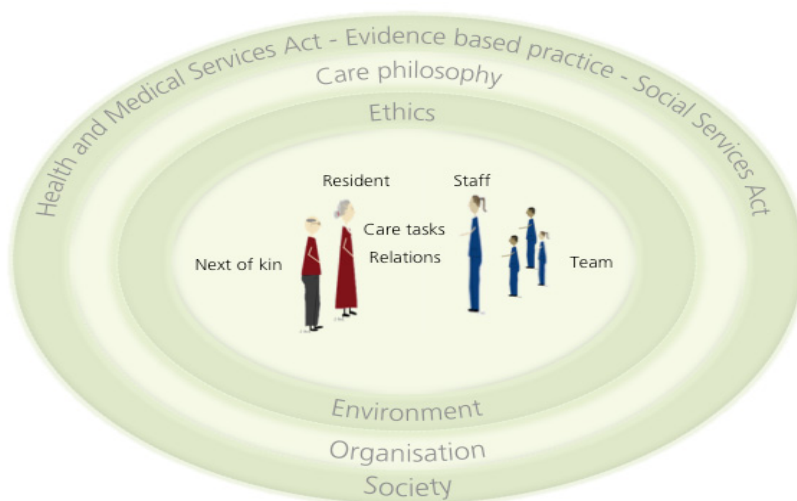 Health and Medical Services Act - Evidence based practice - Social Services Act
Care philosophy
Ethics
Resident
Staff
Care tasks
Relations
Next of kin
Team
Environment
Organisation
Society